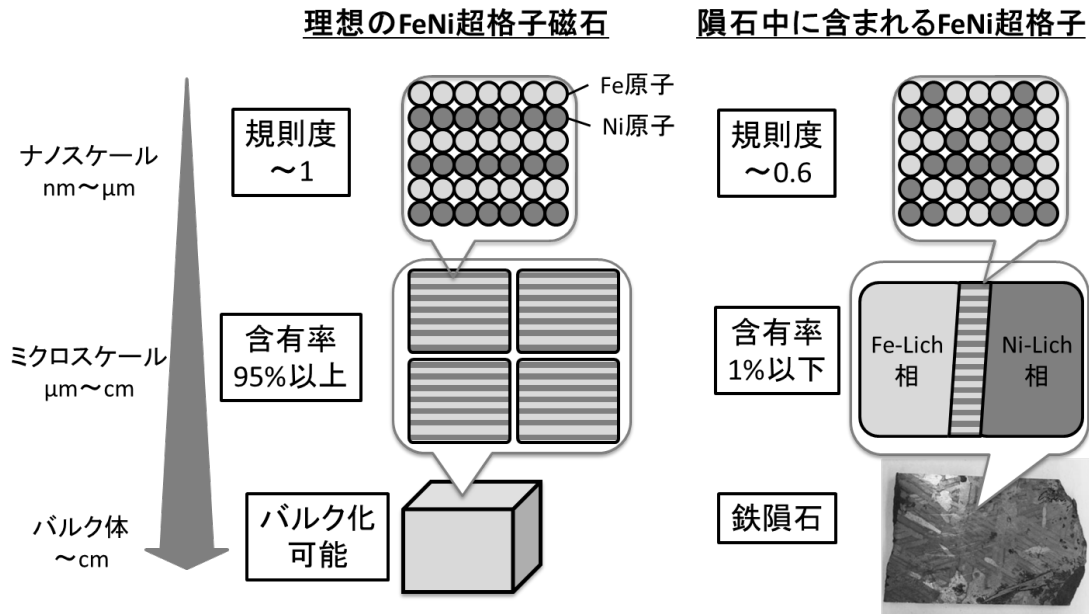 理想のFeNi超格子磁石
隕石中に含まれるFeNi超格子
Fe原子
Ni原子
ナノスケール
nm～μm
規則度
～1
規則度
～0.6
ミクロスケール
μm～cm
含有率
95%以上
含有率
1%以下
Fe-Lich
相
Ni-Lich
相
バルク体
～cm
バルク化
可能
鉄隕石